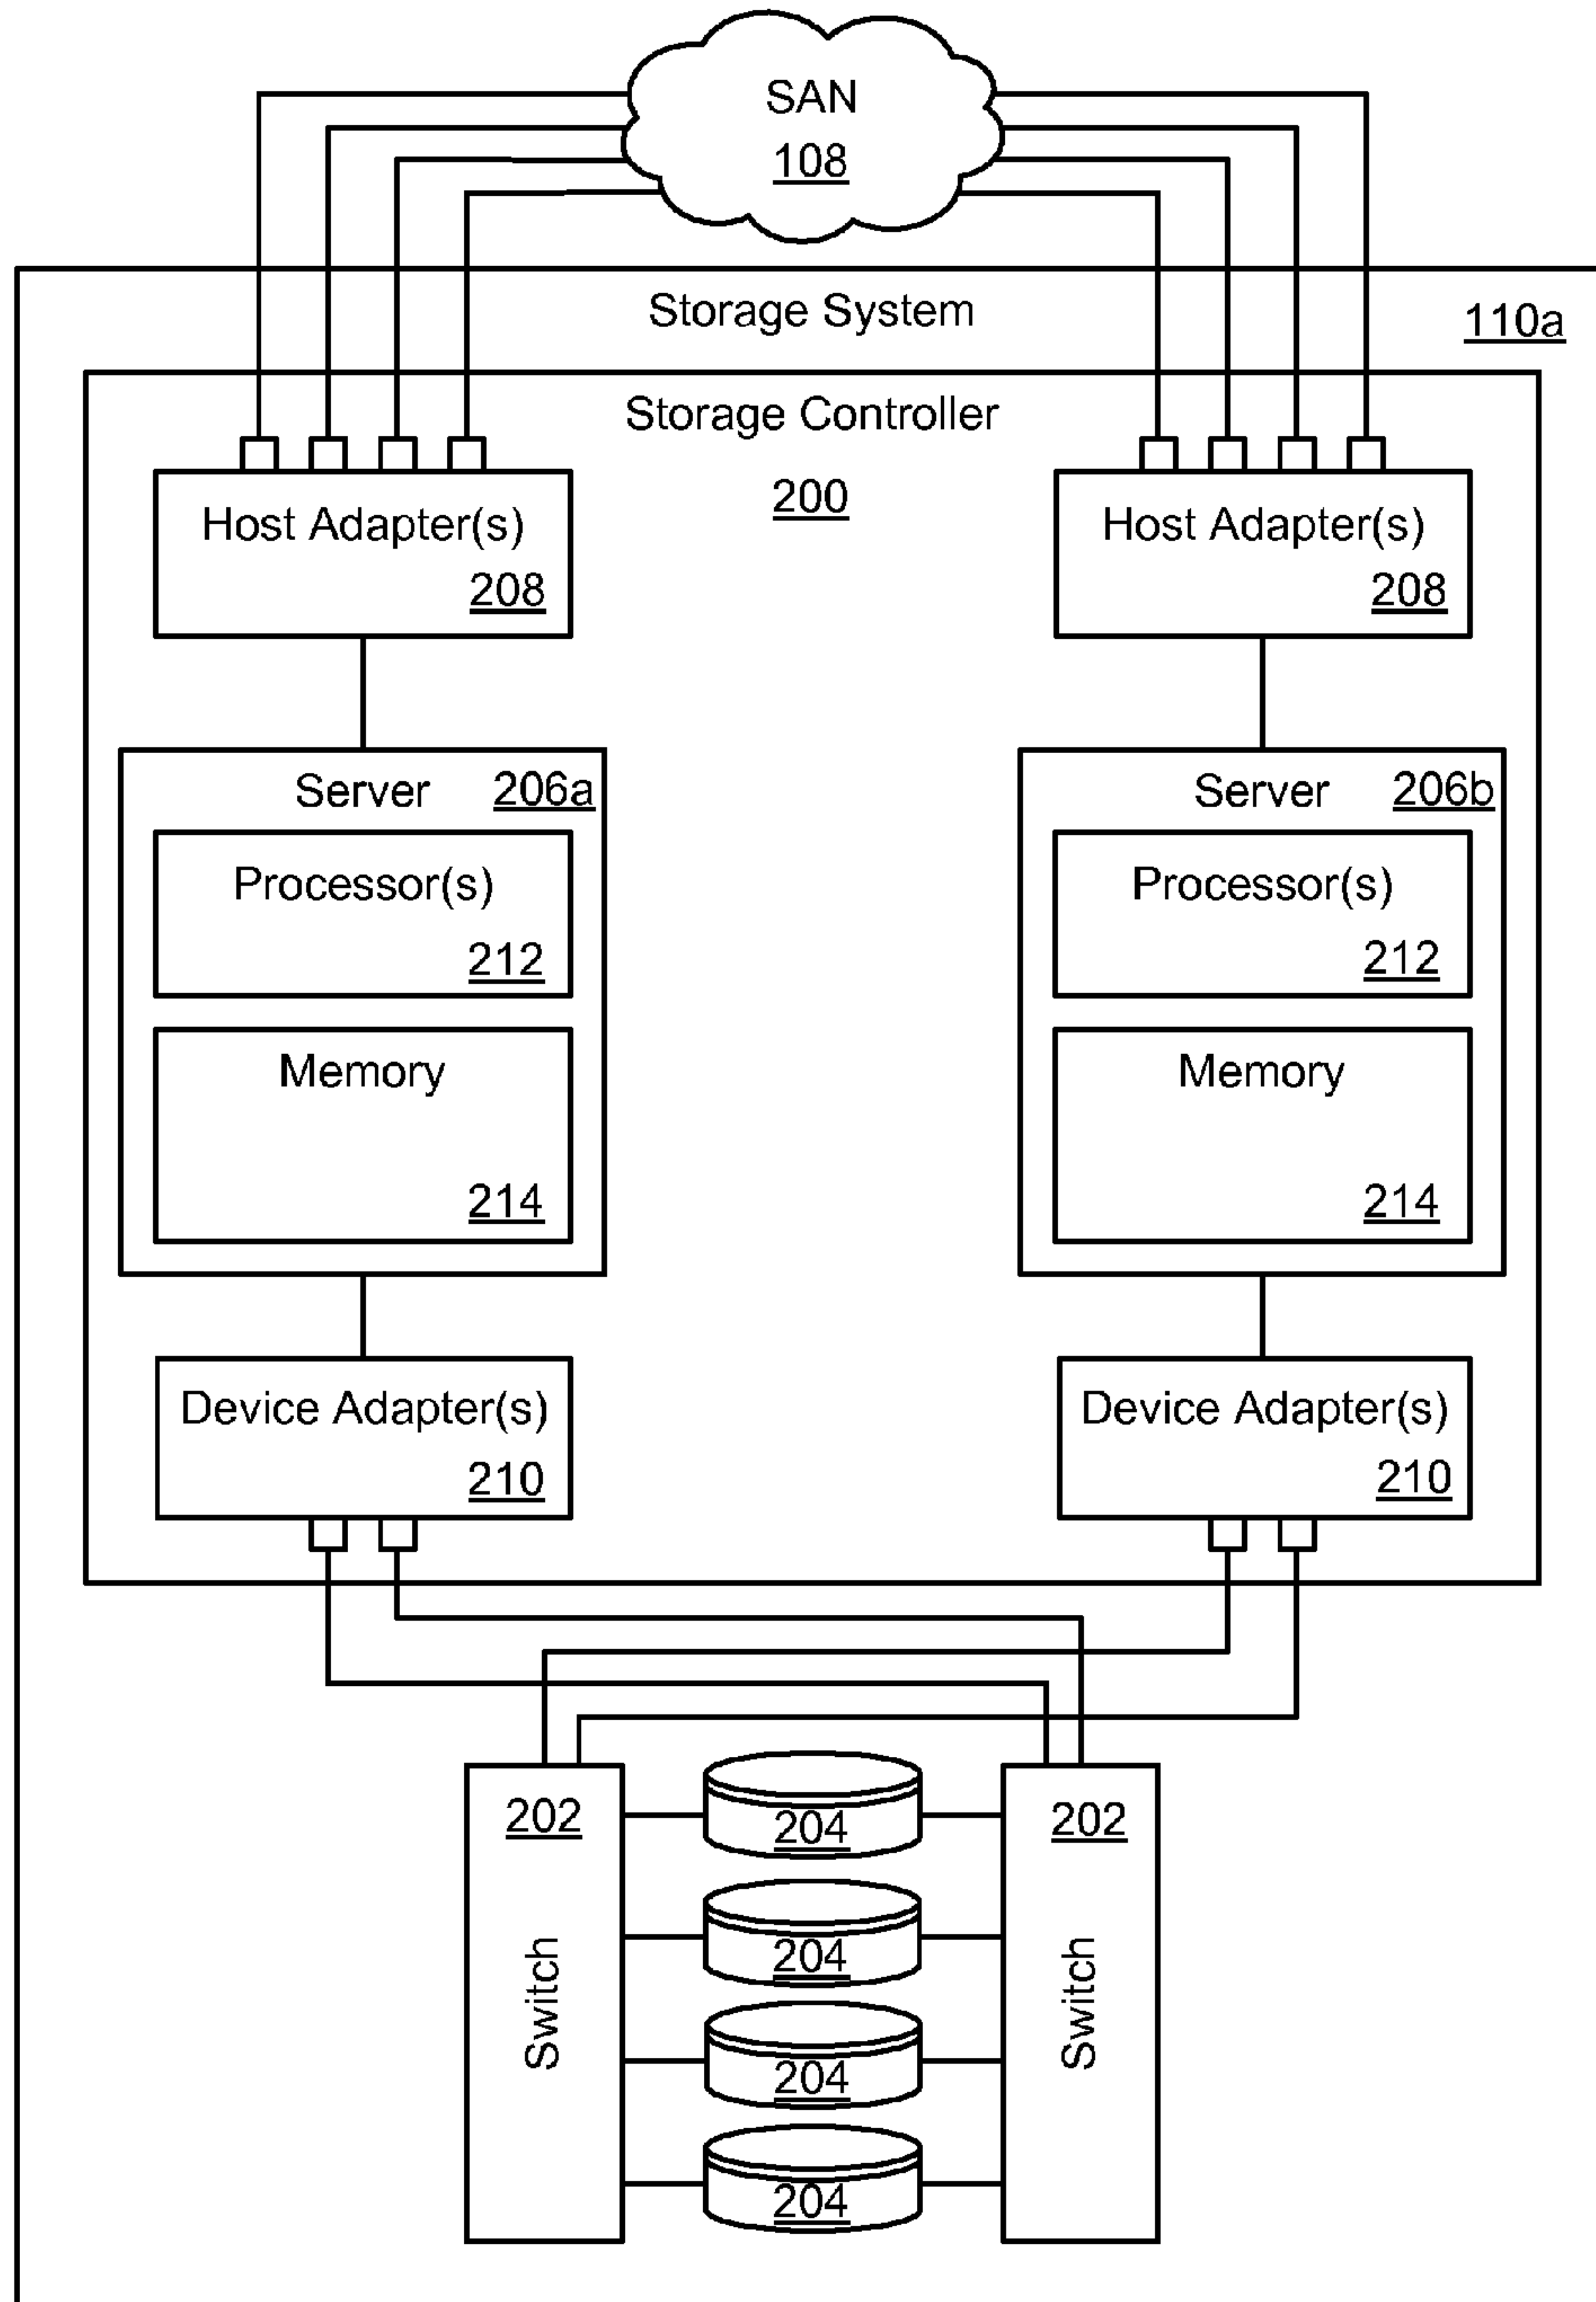 SAN
108
Storage System
110a
Storage Controller
200
Host Adapter(s)
208
Host Adapter(s)
208
Server 206a
Processor(s)
212
Memory
214
Server 206b
Processor(s)
212
Memory
214
Device Adapter(s)
210
Device Adapter(s)
210
202
Switch
204
204
204
204
202
Switch